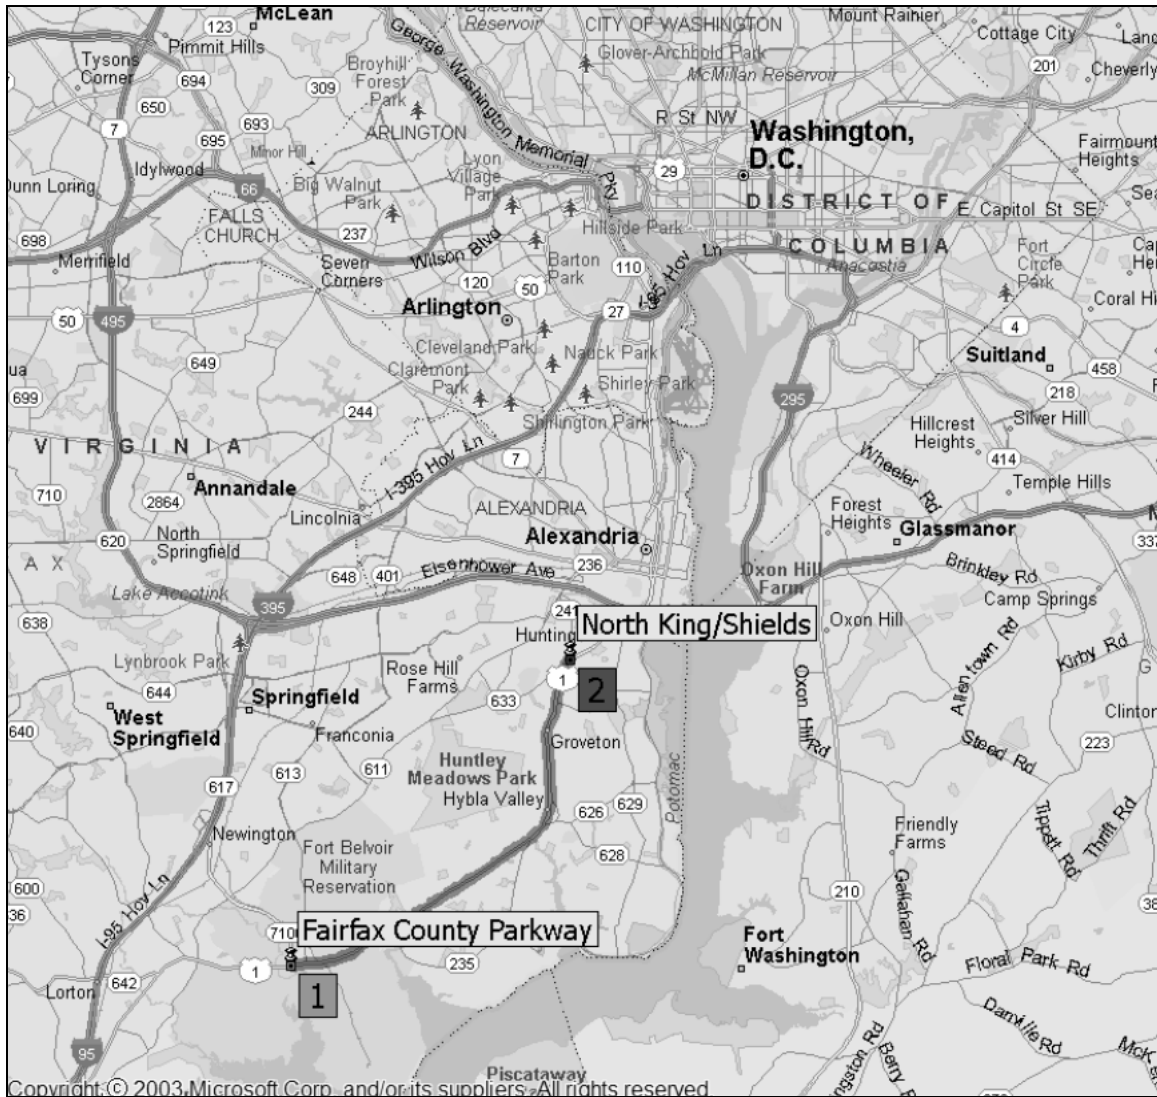 McLean
123
Pimmit Hills
Tysons
Corner
694
650
309
Broyhill
Forest
Park
693
ARLINGTON
695
7
Minor Hill
Idylwood
66
Big Walnut
Park
Lyon
Village
Park
FALLS
CHURCH
237
698
Merrifield
Seven
Corners
Wilson Blvd
George Washington Memorial Pky
Reservoir
CITY OF WASHINGTON
Glover-Archbold Park
McMillan Reservoir
Mount Rainier
Cottage City
201
Cheverly
R St NW
Washington,
D.C.
29
Fairmount
Heights
DISTRICT OF
COLUMBIA
E Capitol St SE
Hillside Park
Anacostia
Fort
Circle
Park
Barton
Park
110
I-95 Hov Ln
120
50
27
Arlington
50
495
Cleveland Park
Nauck Park
Claremont
Park
Shirley Park
Shirlington Park
649
699
244
295
4
Suitland
458
218
Silver Hill
Hillcrest
Heights
414
Temple Hills
VIRGINIA
710
Annandale
2864
I-395 Hov Ln
7
Lincolnia
ALEXANDRIA
Alexandria
Wheeler Rd
Forest
Heights
Glassmanor
337
620
North
Springfield
Lake Accotink
648
401
Eisenhower Ave
236
Oxon Hill
Farm
Brinkley Rd
Camp Springs
395
638
241
Hunting
North King/Shields
Oxon Hill
Lynbrook Park
Rose Hill
Farms
644
Springfield
633
1
2
Oxon Hill Rd
Allentown Rd
Kirby Rd
West
Springfield
640
Franconia
Groveton
Clinton
Steed Rd
223
617
613
611
Huntley
Meadows Park
Hybla Valley
Potomac
626
629
Newington
628
Fort Belvoir
Military
Reservation
Friendly
Farms
Tippett Rd
Thrift Rd
600
I-95 Hov Ln
210
Gallahan Rd
710
Fairfax County Parkway
Fort
Washington
235
1
642
Lorton
1
Floral Park Rd
Danville Rd
95
Berry
Piscataway
Copyright © 2003 Microsoft Corp. and/or its suppliers. All rights reserved.